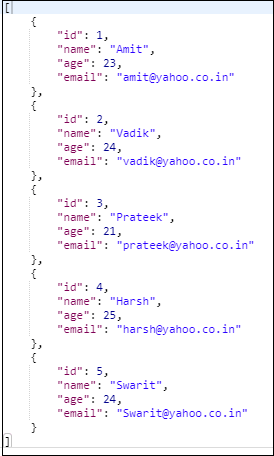 [
    {
        "id": 1,
        "name": "Amit",
        "age": 23,
        "email": "amit@yahoo.co.in"
    },
    {
        "id": 2,
        "name": "Vadik",
        "age": 24,
        "email": "vadik@yahoo.co.in"
    },
    {
        "id": 3,
        "name": "Prateek",
        "age": 21,
        "email": "prateek@yahoo.co.in"
    },
    {
        "id": 4,
        "name": "Harsh",
        "age": 25,
        "email": "harsh@yahoo.co.in"
    },
    {
        "id": 5,
        "name": "Swarit",
        "age": 24,
        "email": "Swarit@yahoo.co.in"
    }
]